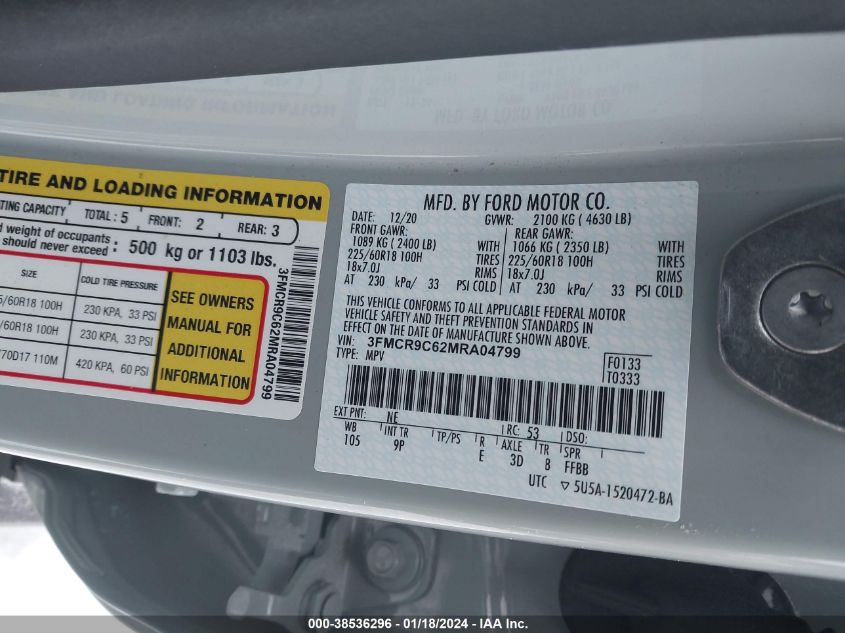 TIRE AND LOADING INFORMATION
TING CAPACITY TOTAL: 5 FRONT: 2 REAR: 3
d weight of occupants
should never exceed: 500 kg or 1103 lbs.
SIZE COLD TIRE PRESSURE
5/60R18 100H 230 KPA, 33 PSI
/60R18 100H 230 KPA, 33 PSI
70D17 110M 420 KPA, 60 PSI
SEE OWNERS
MANUAL FOR
ADDITIONAL
INFORMATION
3FMCR9C62MRA04799
MFD. BY FORD MOTOR CO.
DATE: 12/20 GVWR: 2100 KG ( 4630 LB)
FRONT GAWR: REAR GAWR:
1089 KG ( 2400 LB) WITH 1066 KG ( 2350 LB) WITH
225/60R18 100H TIRES 225/60R18 100H TIRES
18x7.0J RIMS 18x7.0J RIMS
AT 230 kPa/ 33 PSI COLD AT 230 kPa/ 33 PSI COLD
THIS VEHICLE CONFORMS TO ALL APPLICABLE FEDERAL MOTOR
VEHICLE SAFETY AND THEFT PREVENTION STANDARDS IN
EFFECT ON THE DATE OF MANUFACTURE SHOWN ABOVE.
VIN: 3FMCR9C62MRA04799
TYPE: MPV
F0133
T0333
EXT PNT: NE RC: 53 DSO:
WB INT TR TP/PS R AXLE TR SPR
105 9P E 3D 8 FFBB
UTC ▽ 5U5A-1520472-BA
000-38536296 - 01/18/2024 - IAA Inc.